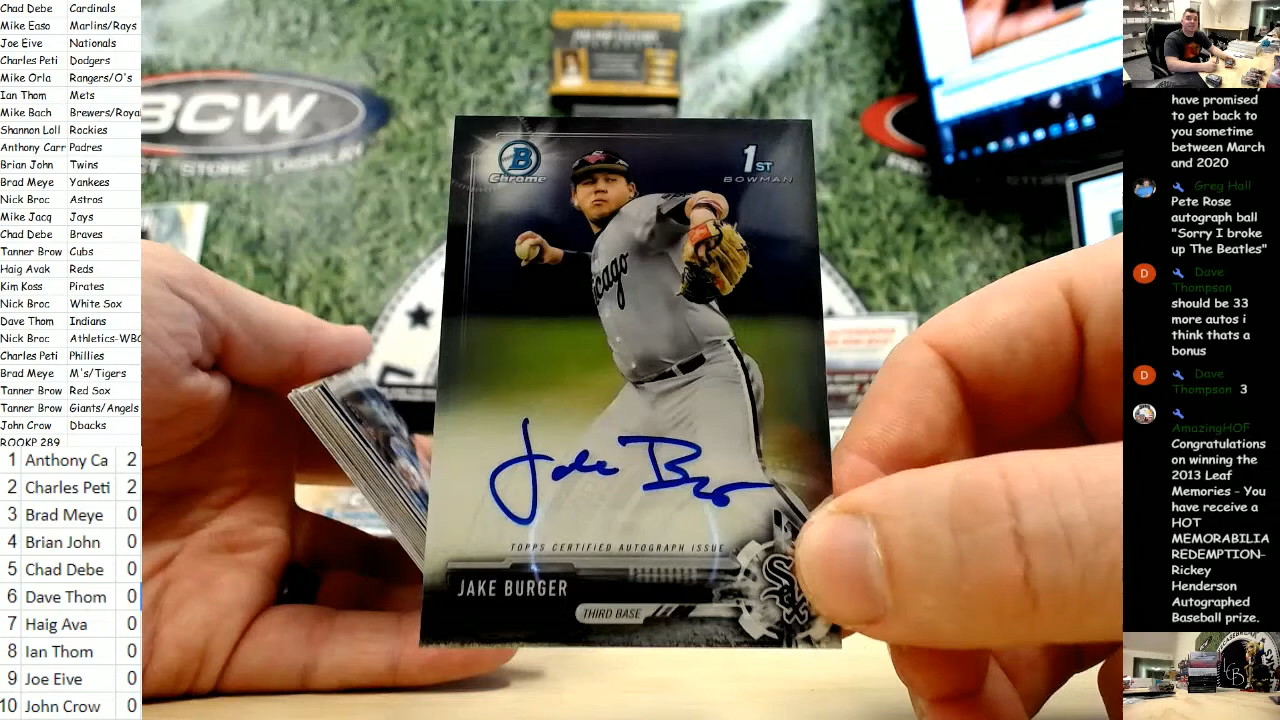 Chad Debe Cardinals
Mike Easo Marlins/Rays
Joe Eive Nationals
Charles Peti Dodgers
Mike Orla Rangers/O's
Ian Thom Mets
Mike Bach Brewers/Roya
Shannon Loll Rockies
Anthony Carr Padres
Brian John Twins
Brad Meye Yankees
Nick Broc Astros
Mike Jacq Jays
Chad Debe Braves
Tanner Brow Cubs
Haig Avak Reds
Kim Koss Pirates
Nick Broc White Sox
Dave Thom Indians
Nick Broc Athletics-WBC
Charles Peti Phillies
Brad Meye M's/Tigers
Tanner Brow Red Sox
Tanner Brow Giants/Angels
John Crow Dbacks
ROOKP 289
1 Anthony Ca 2
2 Charles Peti 2
3 Brad Meye 0
4 Brian John 0
5 Chad Debe 0
6 Dave Thom 0
7 Haig Ava 0
8 Ian Thom 0
9 Joe Eive 0
10 John Crow 0
BCW
STORE DISPLAY
B
Chrome
1ST
BOWMAN
Chicago
Jake Bur
TOPPS CERTIFIED AUTOGRAPH ISSUE
JAKE BURGER
THIRD BASE
SOX
have promised
to get back to
you sometime
between March
and 2020
Greg Hall
Pete Rose
autograph ball
"Sorry I broke
up The Beatles"
D Dave
Thompson
should be 33
more autos i
think thats a
bonus
D Dave
Thompson 3
AmazingHOF
Congratulations
on winning the
2013 Leaf
Memories - You
have receive a
HOT
MEMORABILIA
REDEMPTION-
Rickey
Henderson
Autographed
Baseball prize.